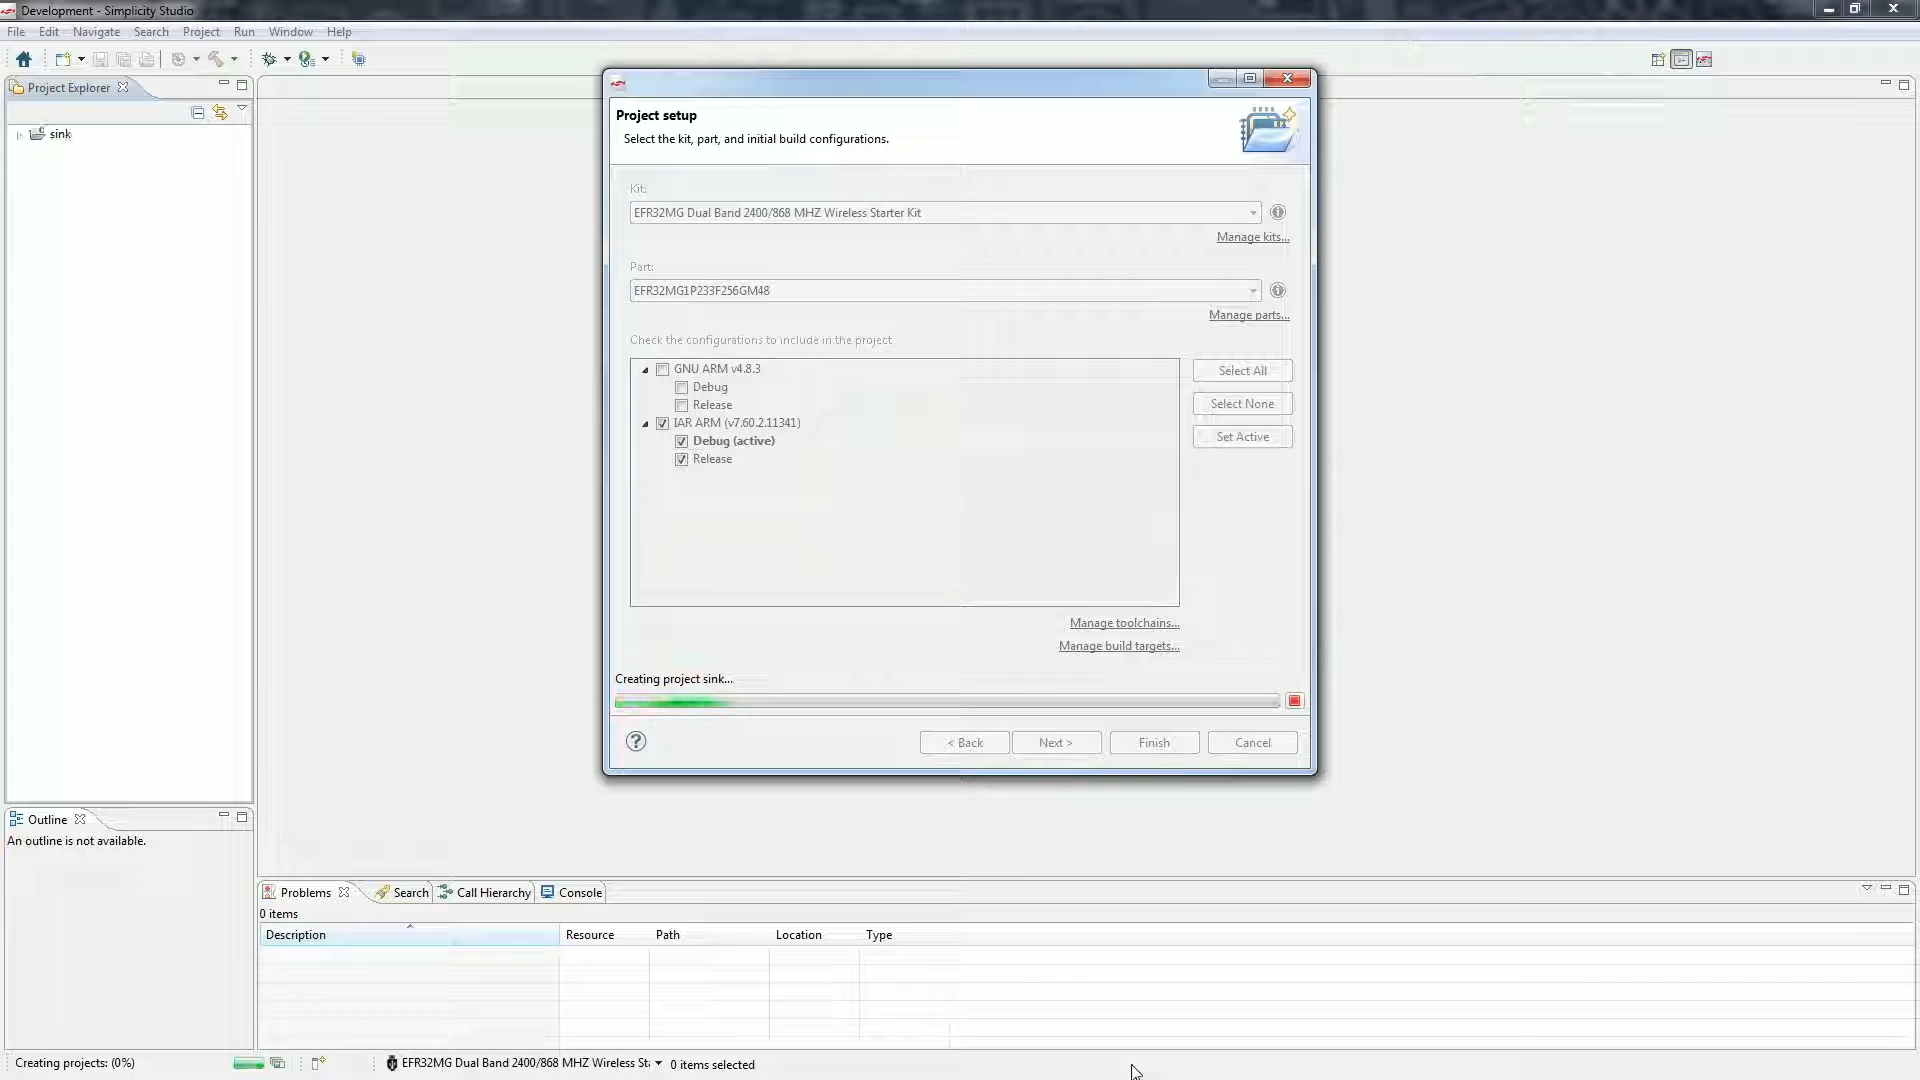 Development - Simplicity Studio
File Edit Navigate Search Project Run Window Help
Project Explorer
sink
Project setup
Select the kit, part, and initial build configurations.
Kit:
EFR32MG Dual Band 2400/868 MHZ Wireless Starter Kit
Manage kits...
Part:
EFR32MG1P233F256GM48
Manage parts...
Check the configurations to include in the project
GNU ARM v4.8.3
Debug
Release
IAR ARM (v7.60.2.11341)
Debug (active)
Release
Select All
Select None
Set Active
Manage toolchains...
Manage build targets...
Creating project sink...
< Back Next > Finish Cancel
Outline
An outline is not available.
Problems Search Call Hierarchy Console
0 items
Description Resource Path Location Type
Creating projects: (0%) EFR32MG Dual Band 2400/868 MHZ Wireless St: 0 items selected